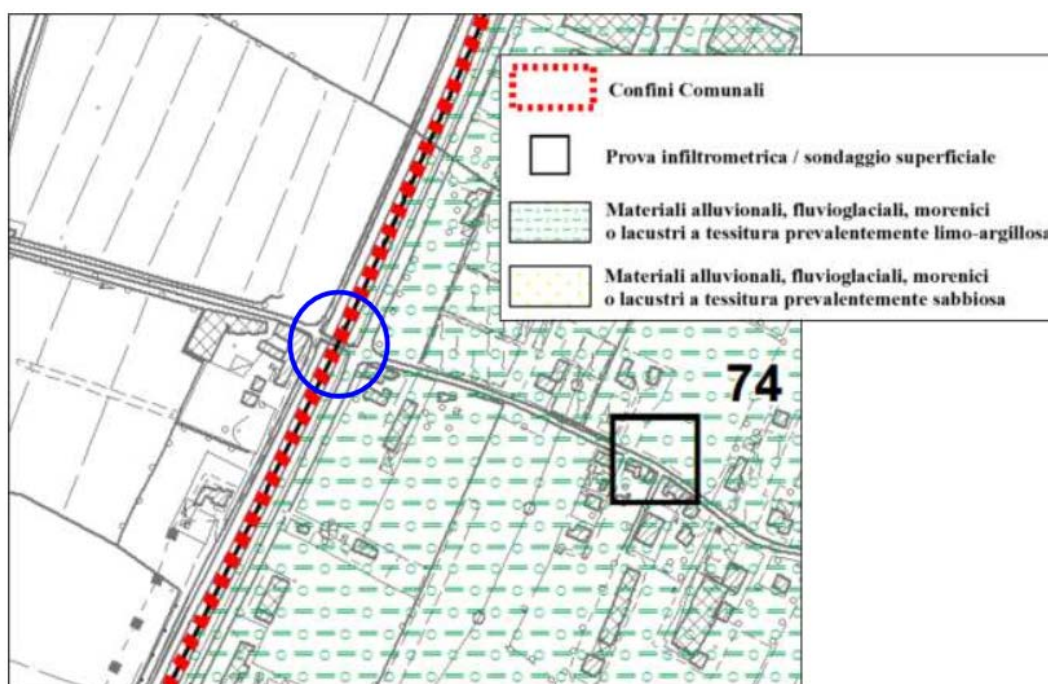 Confini Comunali
Prova infiltrometrica / sondaggio superficiale
Materiali alluvionali, fluvioglaciali, morenici
o lacustri a tessitura prevalentemente limo-argillosa
Materiali alluvionali, fluvioglaciali, morenici
o lacustri a tessitura prevalentemente sabbiosa
74